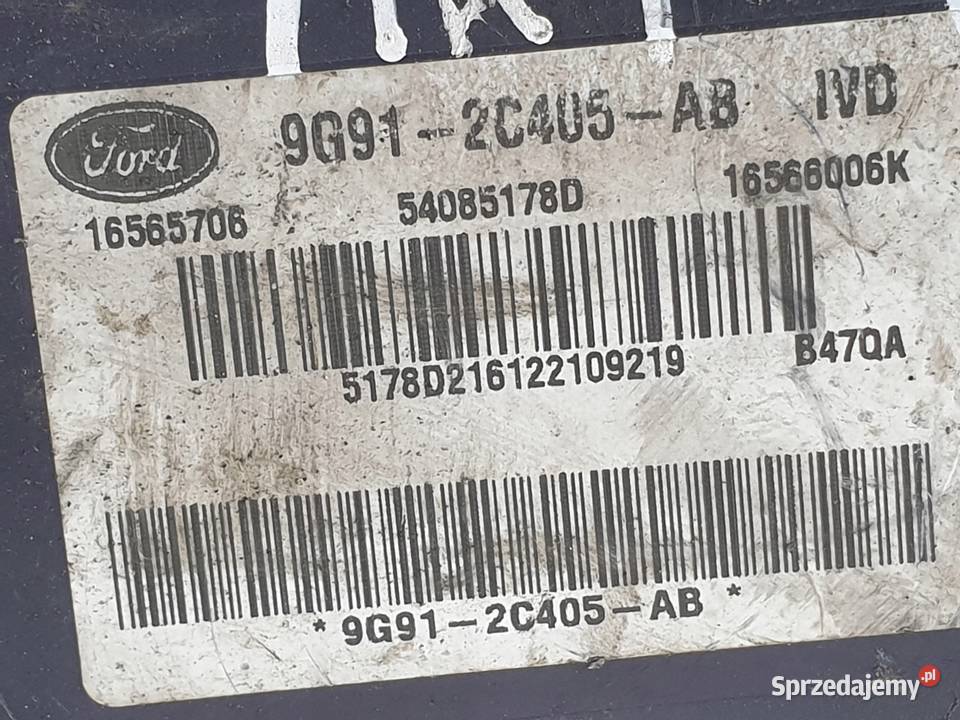 Ford 9G91-2C405-AB IVD
16565706 54085178D 16566006K
5178D216122109219 B47QA
* 9G91-2C405-AB *
Sprzedajemy.pl